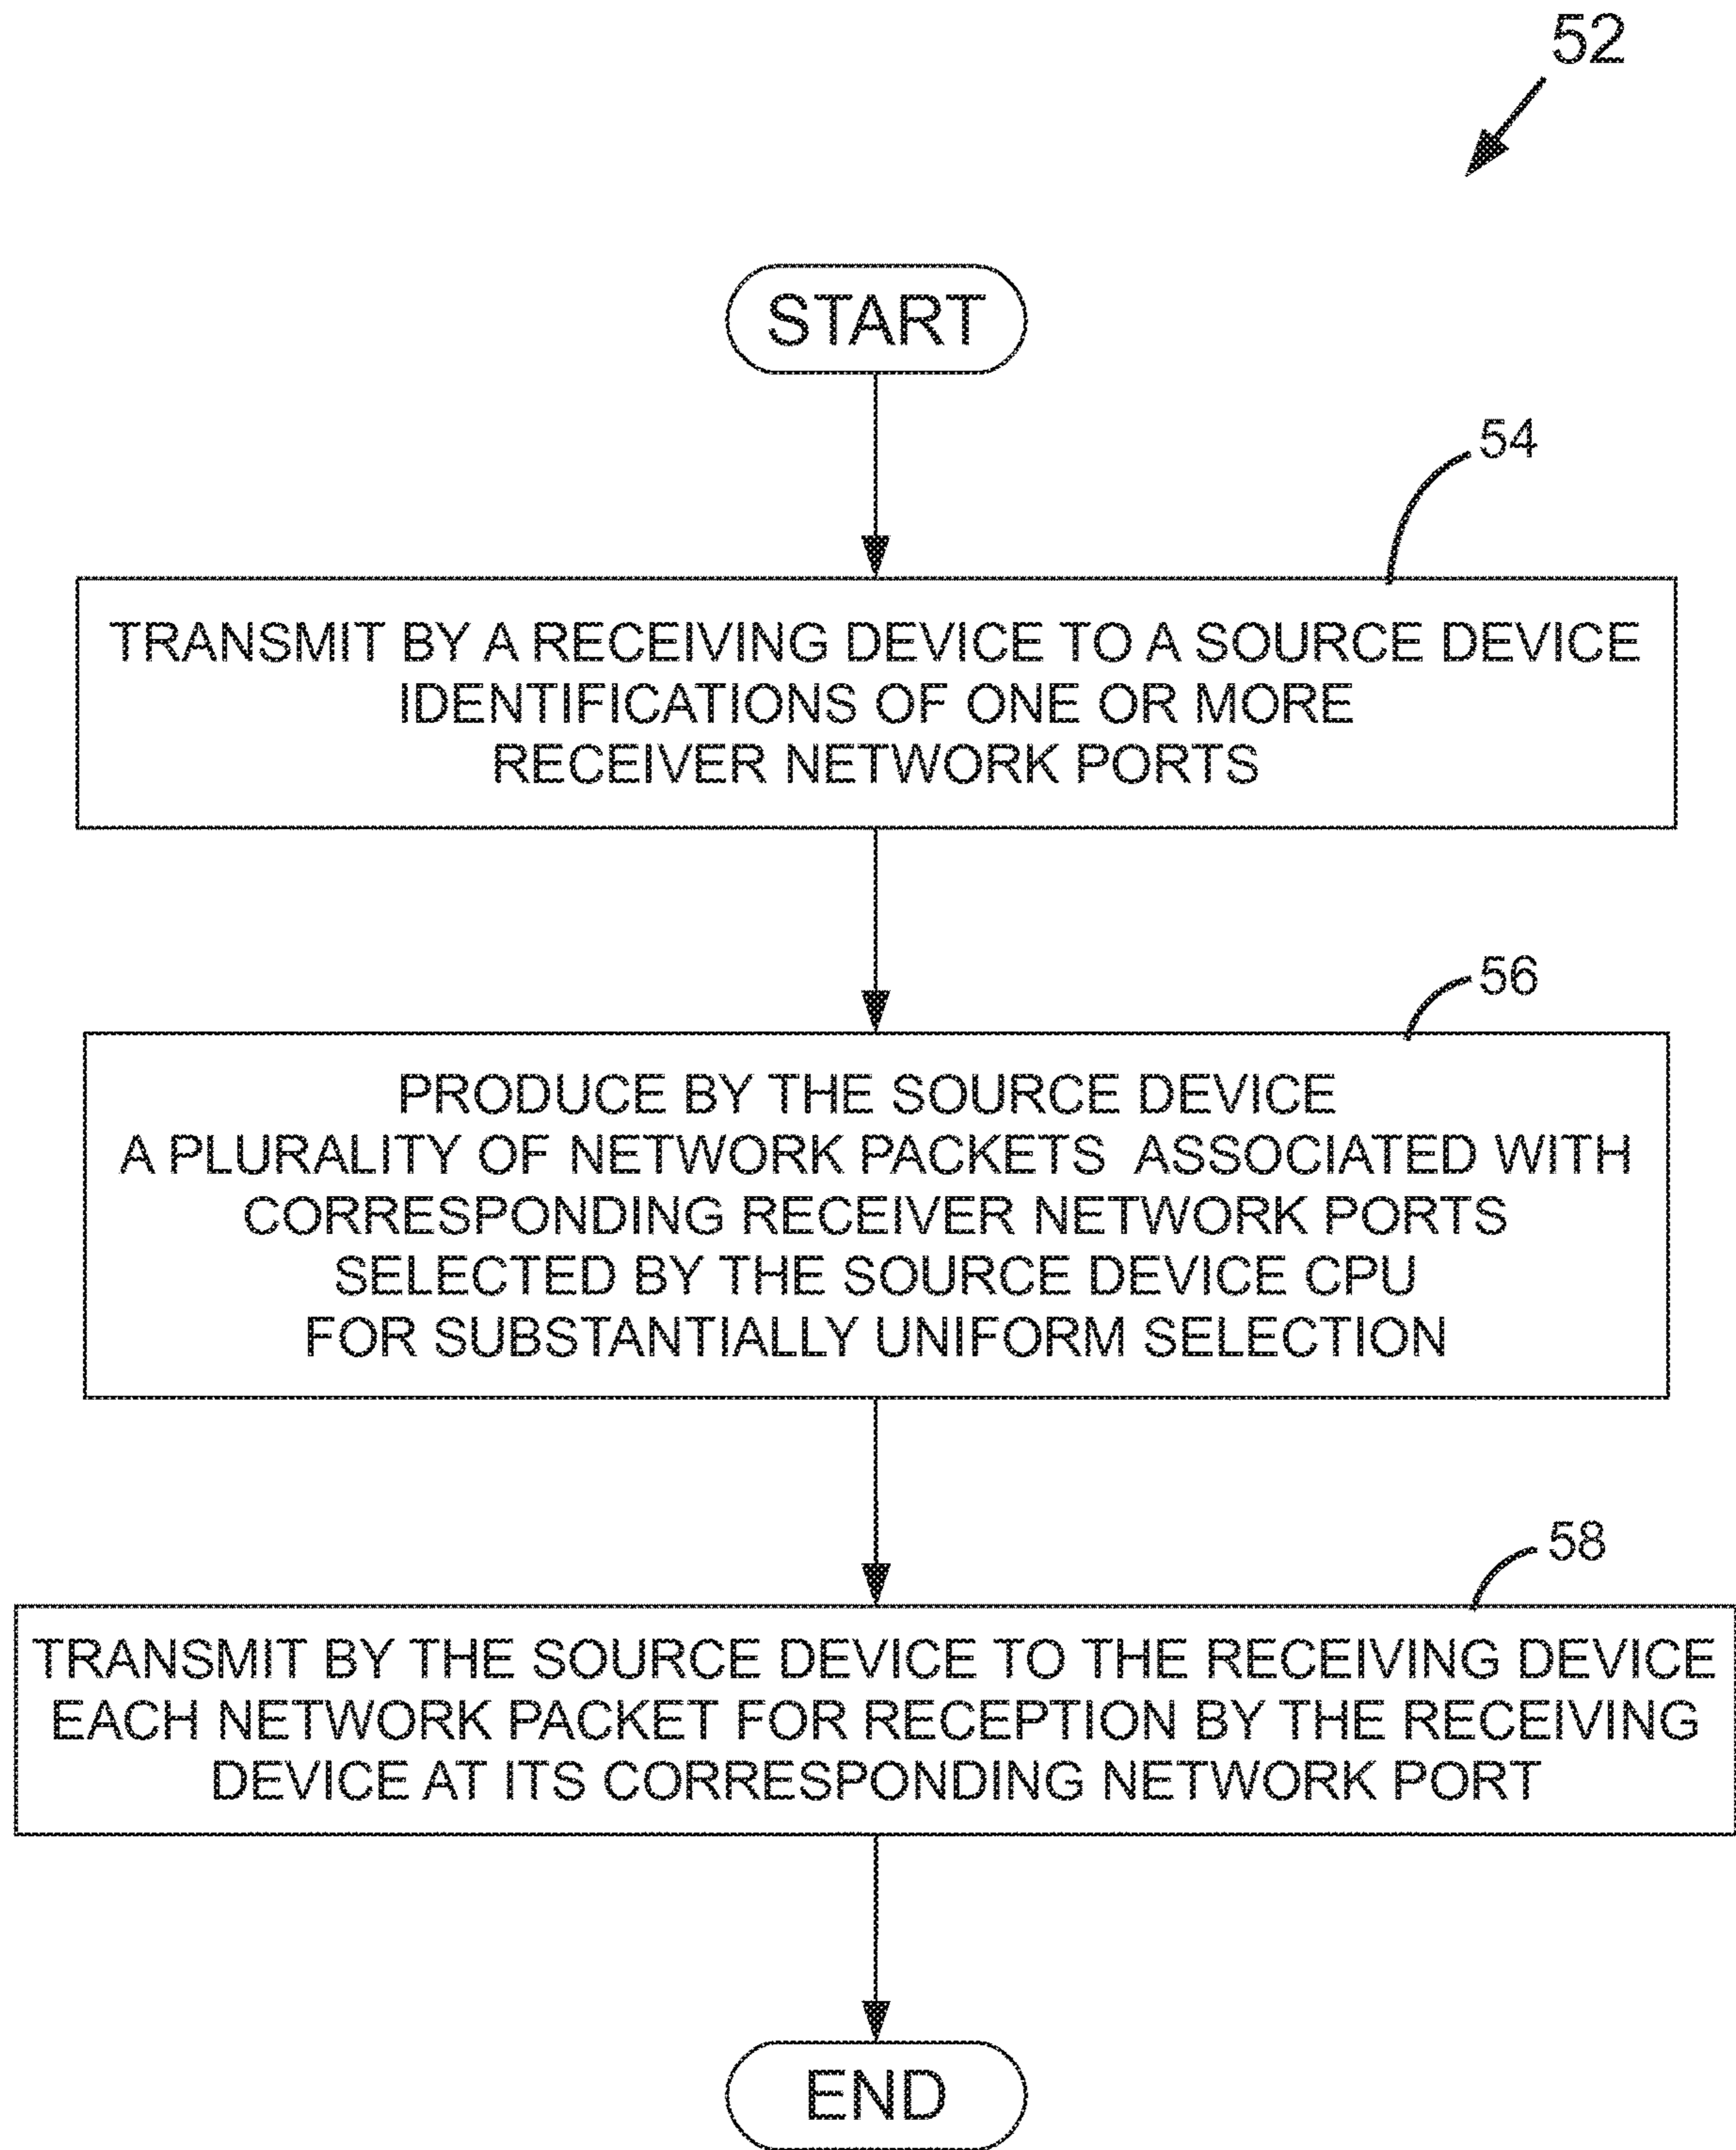 52
START
54
TRANSMIT BY A RECEIVING DEVICE TO A SOURCE DEVICE
IDENTIFICATIONS OF ONE OR MORE
RECEIVER NETWORK PORTS
56
PRODUCE BY THE SOURCE DEVICE
A PLURALITY OF NETWORK PACKETS ASSOCIATED WITH
CORRESPONDING RECEIVER NETWORK PORTS
SELECTED BY THE SOURCE DEVICE CPU
FOR SUBSTANTIALLY UNIFORM SELECTION
58
TRANSMIT BY THE SOURCE DEVICE TO THE RECEIVING DEVICE
EACH NETWORK PACKET FOR RECEPTION BY THE RECEIVING
DEVICE AT ITS CORRESPONDING NETWORK PORT
END